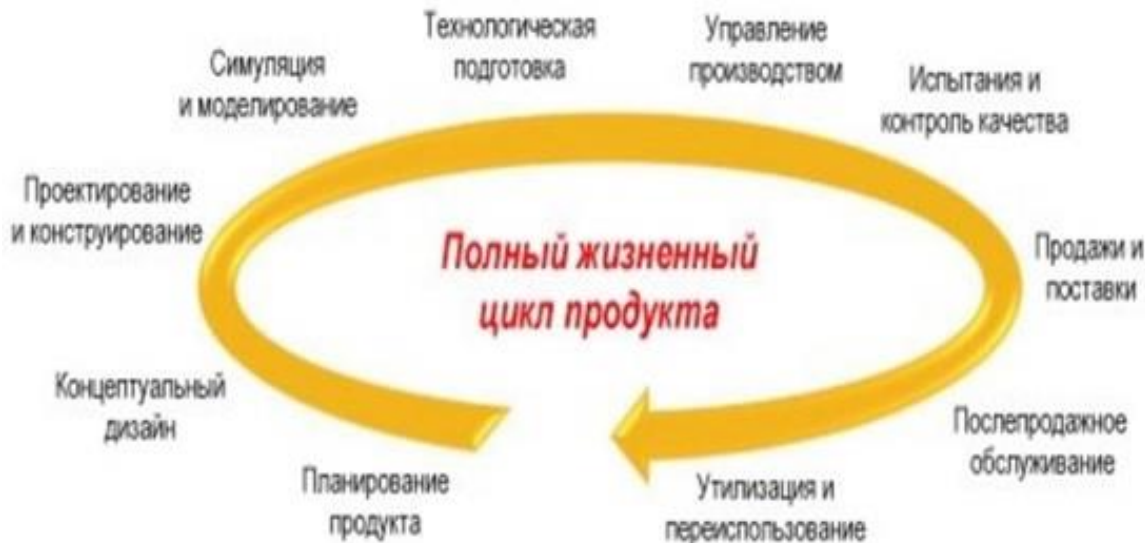 Технологическая
подготовка
Управление
производством
Симуляция
и моделирование
Испытания и
контроль качества
Проектирование
и конструирование
Полный жизненный
цикл продукта
Продажи и
поставки
Концептуальный
дизайн
Послепродажное
обслуживание
Планирование
продукта
Утилизация и
переиспользование